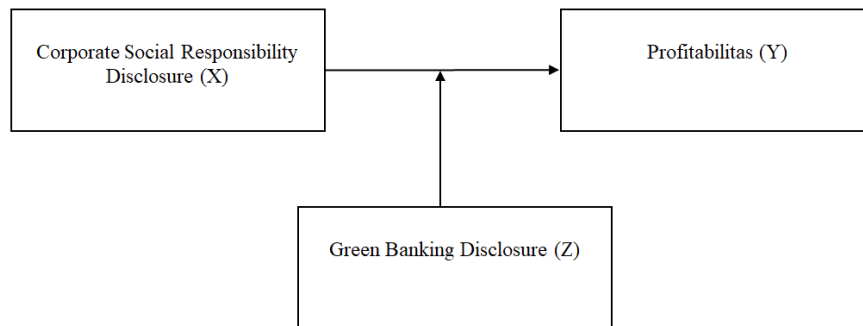 Corporate Social Responsibility
Disclosure (X)
Profitabilitas (Y)
Green Banking Disclosure (Z)